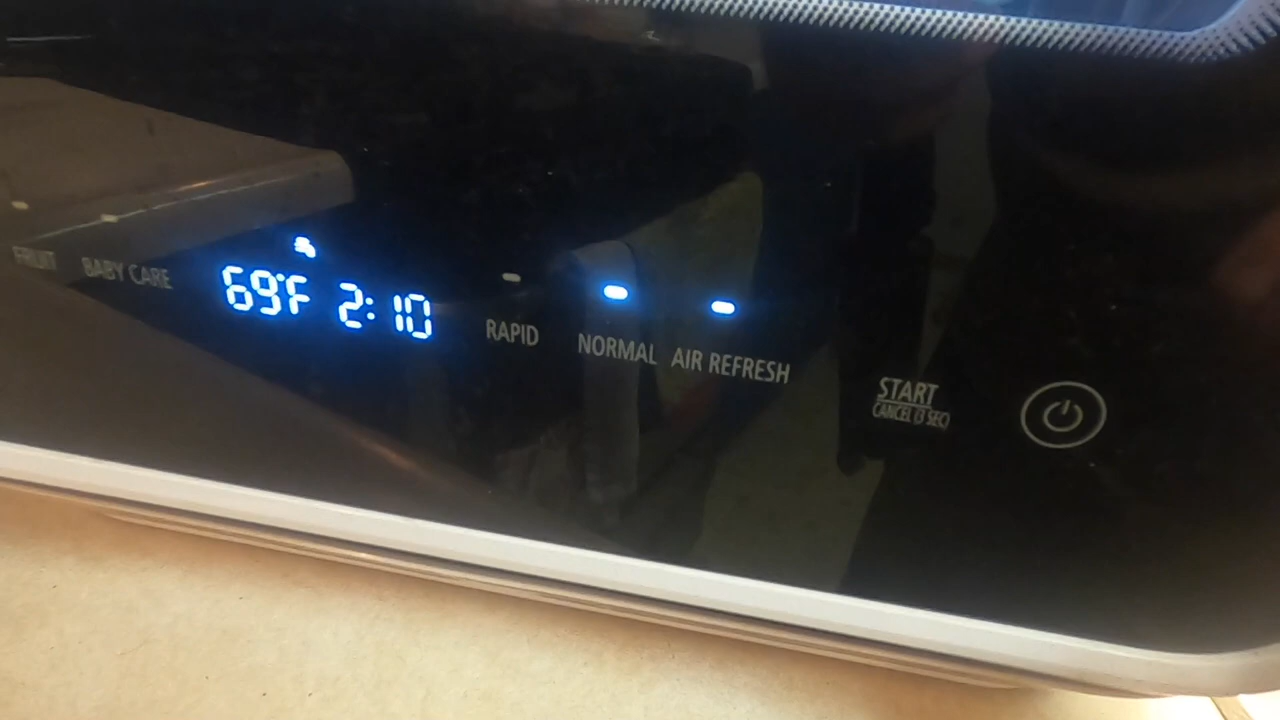 FRUIT
BABY CARE
69°F 2:10
RAPID
NORMAL
AIR REFRESH
START
CANCEL (3 SEC)